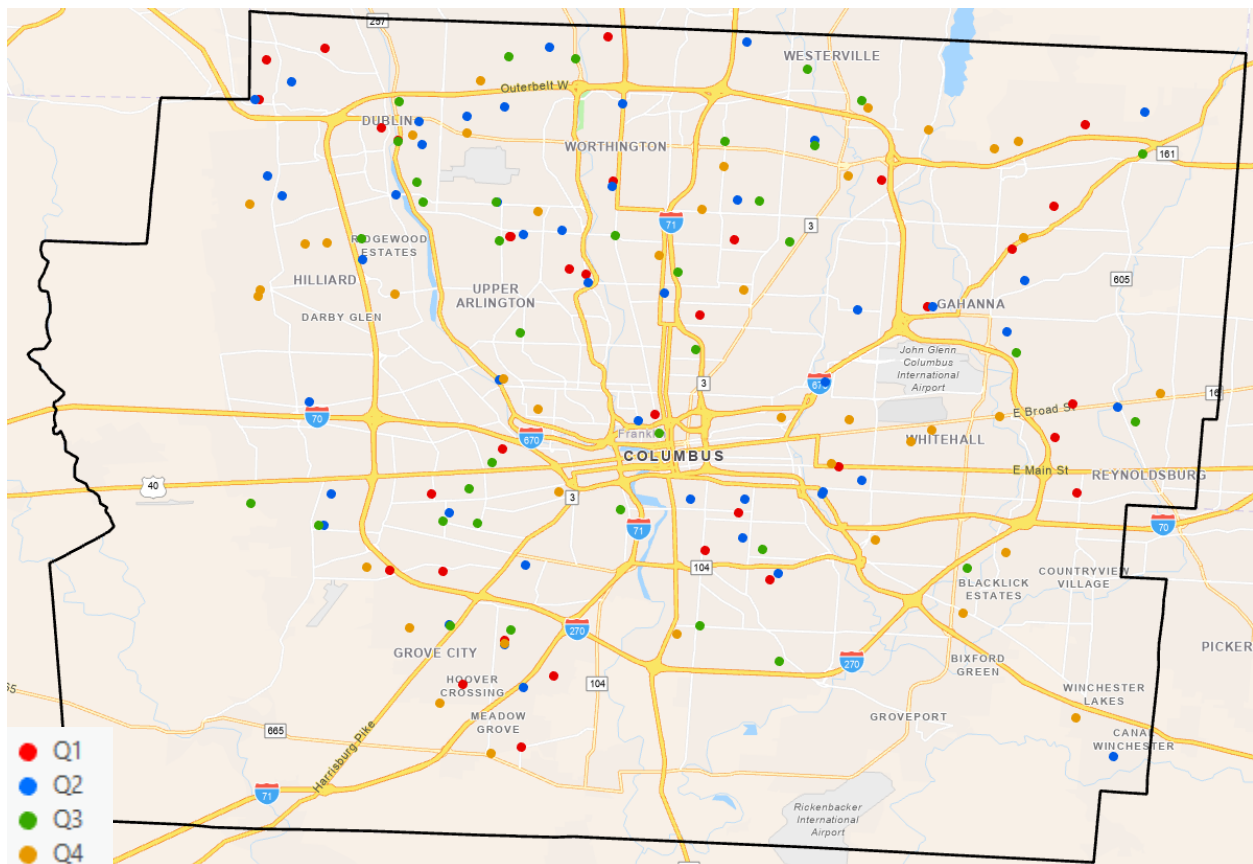 257
WESTERVILLE
Outerbelt W
DUBLIN
WORTHINGTON
161
71
3
RIDGEWOOD
ESTATES
HILLIARD
605
UPPER
ARLINGTON
GAHANNA
DARBY GLEN
John Glenn
Columbus
International
Airport
3
670
16
70
E Broad St
670
Frankli
WHITEHALL
COLUMBUS
E Main St
REYNOLDSBURG
40
3
71
70
104
COUNTRYVIEW
VILLAGE
BLACKLICK
ESTATES
270
PICKER
GROVE CITY
BIXFORD
GREEN
270
HOOVER
CROSSING
104
WINCHESTER
LAKES
65
MEADOW
GROVE
GROVEPORT
665
CANAL
WINCHESTER
Harrisburg Pike
71
Rickenbacker
International
Airport
Q1
Q2
Q3
Q4